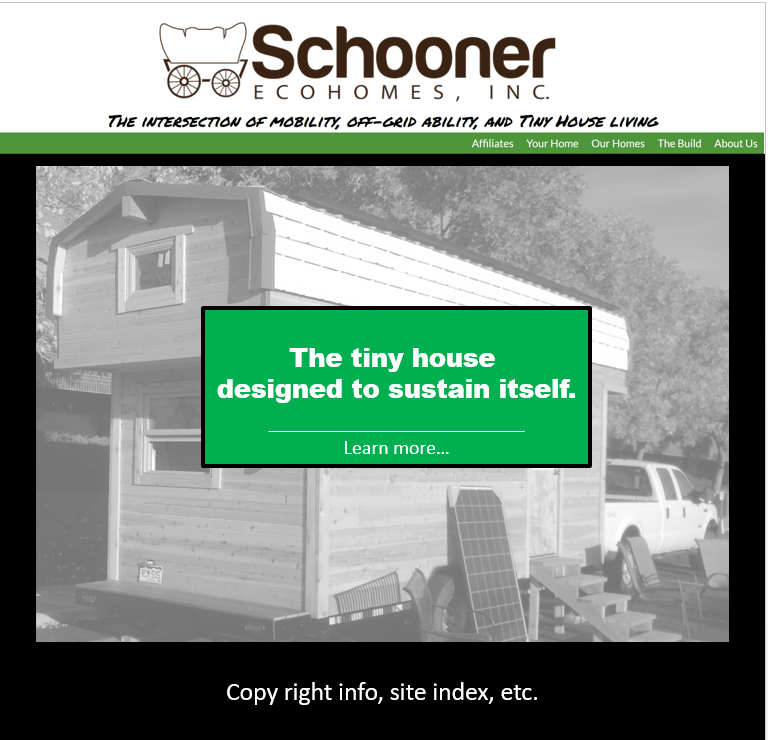 Schooner
ECOHOMES, INC.
The intersection of mobility, off-grid ability, and Tiny House living
Affiliates Your Home Our Homes The Build About Us
The tiny house
designed to sustain itself.
Learn more...
Copy right info, site index, etc.